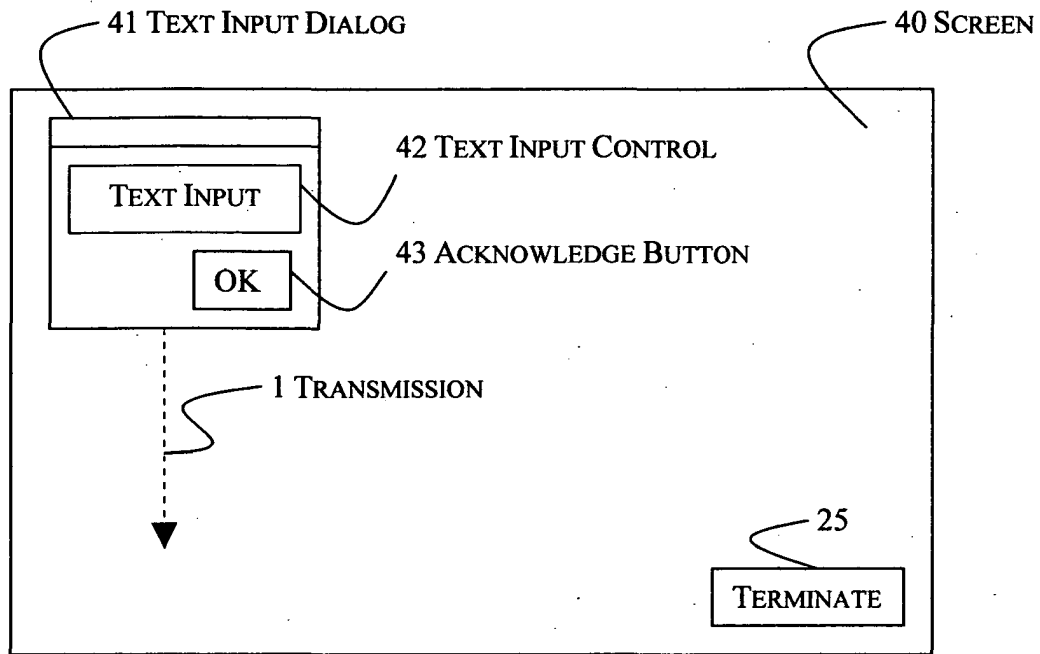 41 TEXT INPUT DIALOG
40 SCREEN
42 TEXT INPUT CONTROL
TEXT INPUT
43 ACKNOWLEDGE BUTTON
OK
1 TRANSMISSION
25
TERMINATE